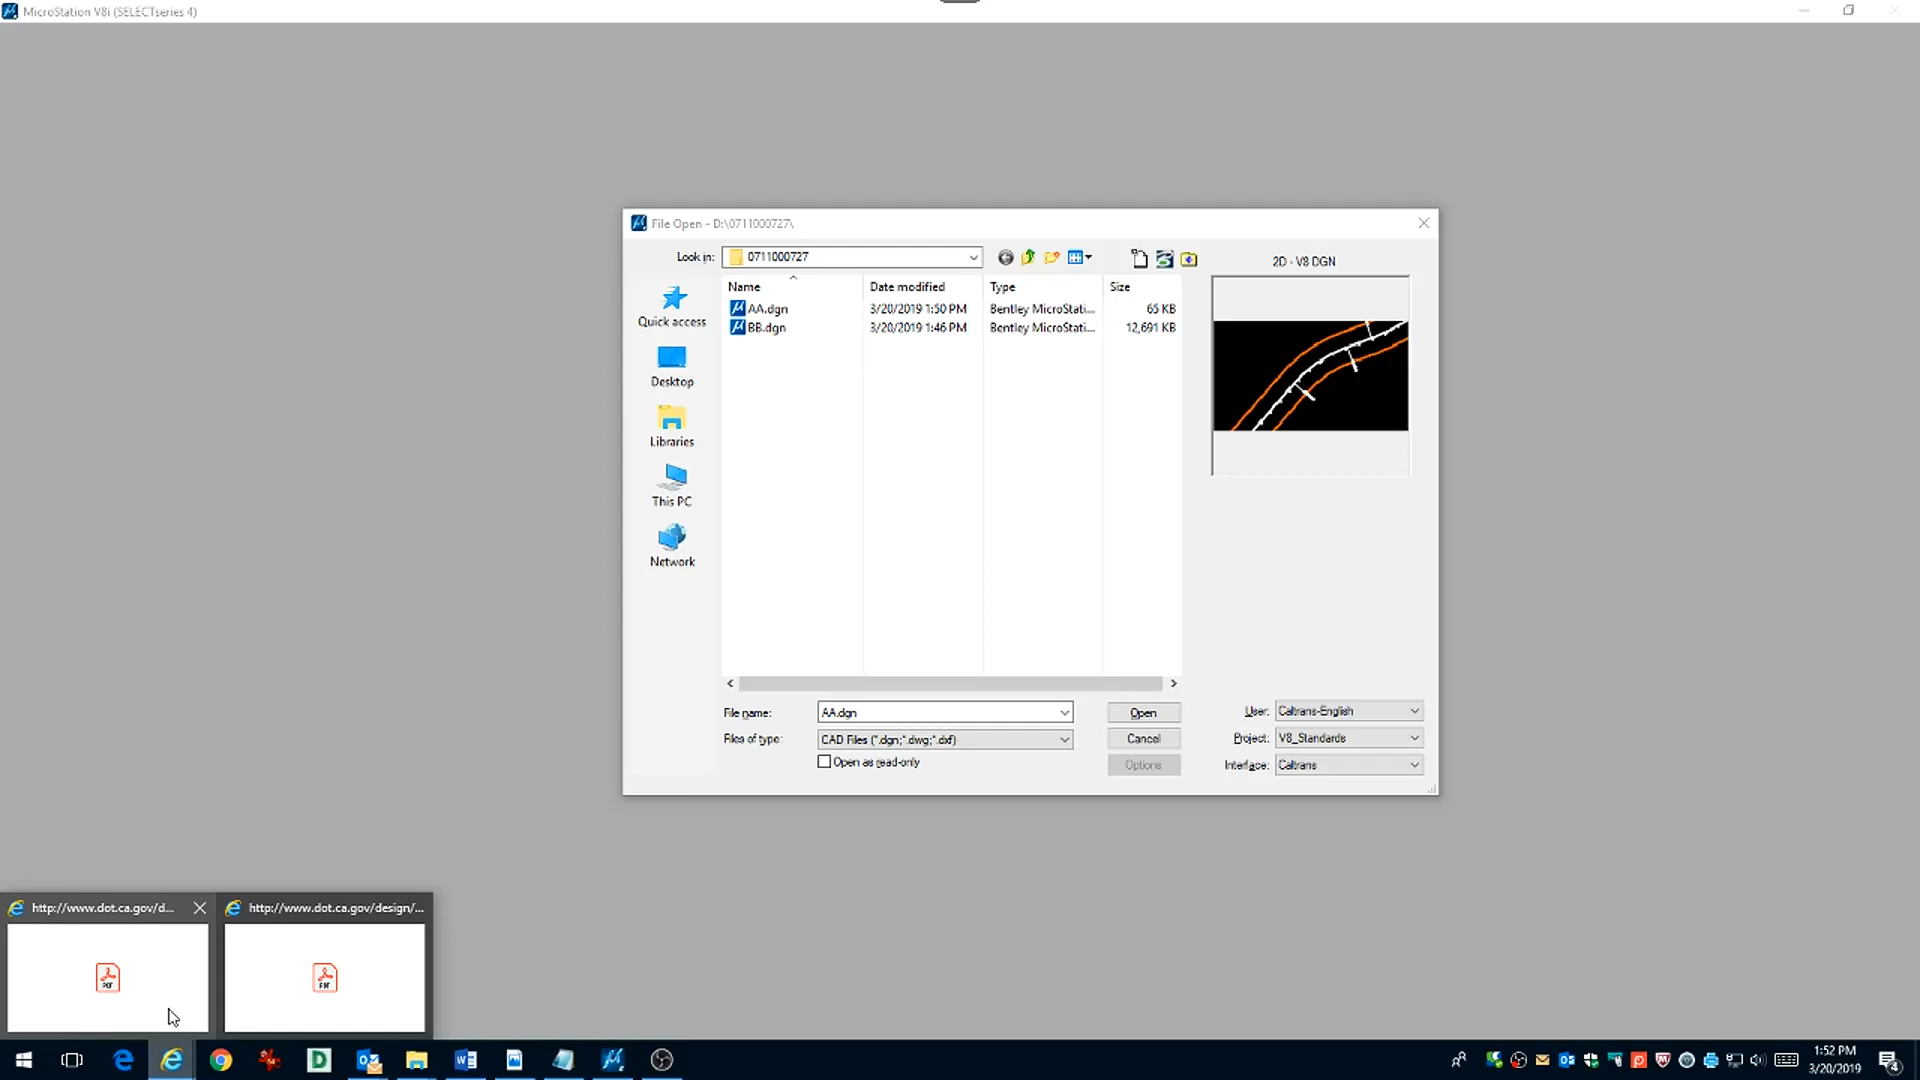 MicroStation V8i (SELECTseries 4)
File Open - D:\0711000727\
Look in: 0711000727
2D - V8 DGN
Name Date modified Type Size
AA.dgn 3/20/2019 1:50 PM Bentley MicroStati... 65 KB
BB.dgn 3/20/2019 1:46 PM Bentley MicroStati... 12,691 KB
Quick access
Desktop
Libraries
This PC
Network
File name: AA.dgn Open
Files of type: CAD Files (*.dgn;*.dwg;*.dxf) Cancel
Open as read-only Options
User: Caltrans-English
Project: V8_Standards
Interface: Caltrans
http://www.dot.ca.gov/d...
http://www.dot.ca.gov/design/...
PDF
PDF
1:52 PM
3/20/2019
4